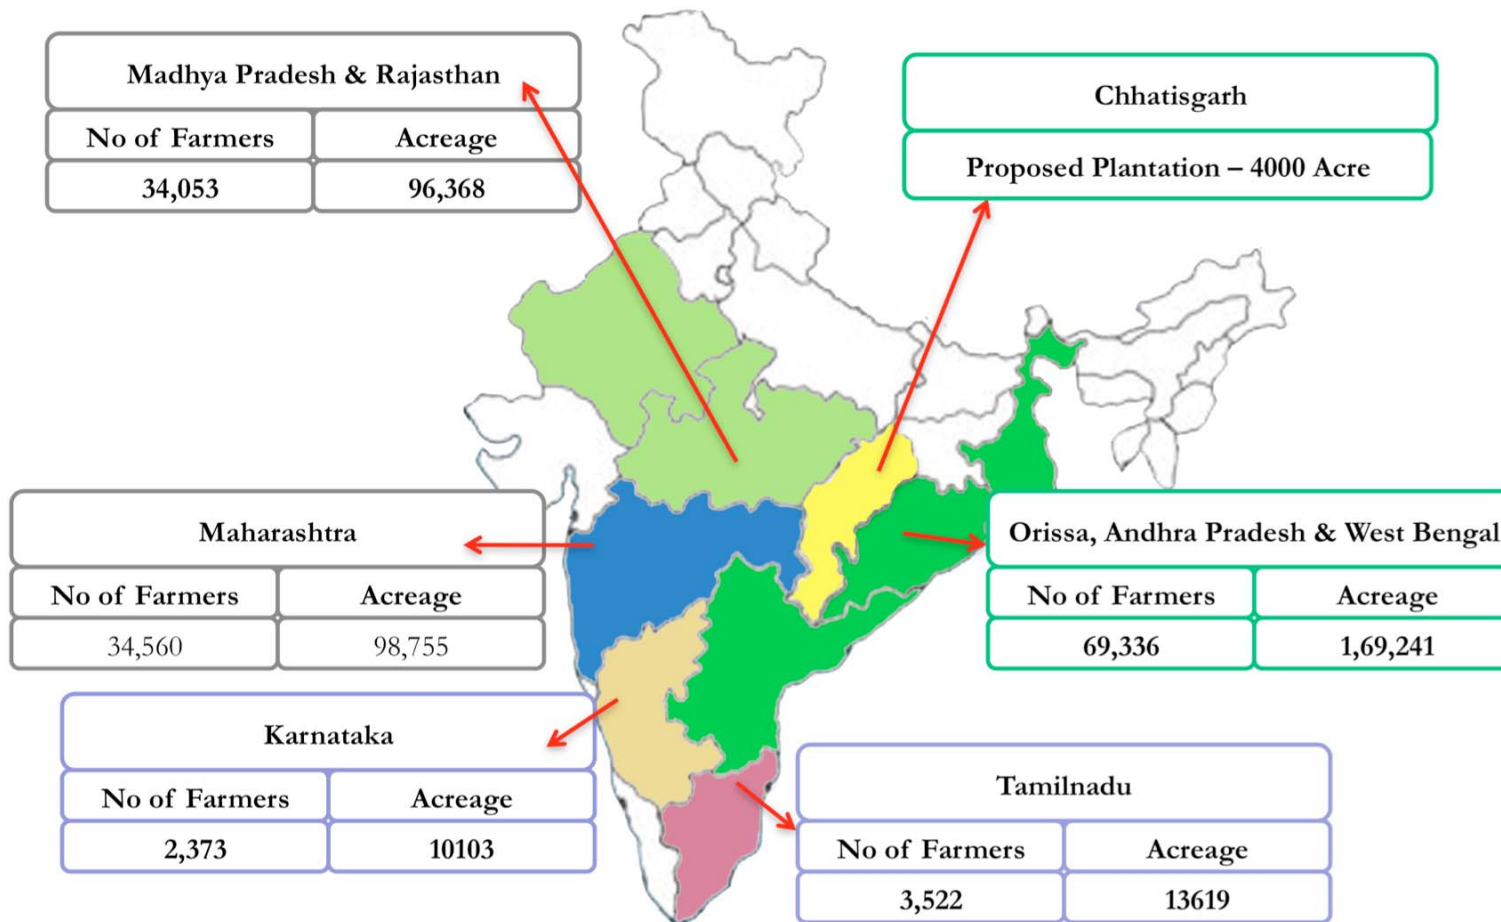 Madhya Pradesh & Rajasthan
No of Farmers Acreage
34,053 96,368
Chhatisgarh
Proposed Plantation – 4000 Acre
Maharashtra
No of Farmers Acreage
34,560 98,755
Orissa, Andhra Pradesh & West Bengal
No of Farmers Acreage
69,336 1,69,241
Karnataka
No of Farmers Acreage
2,373 10103
Tamilnadu
No of Farmers Acreage
3,522 13619